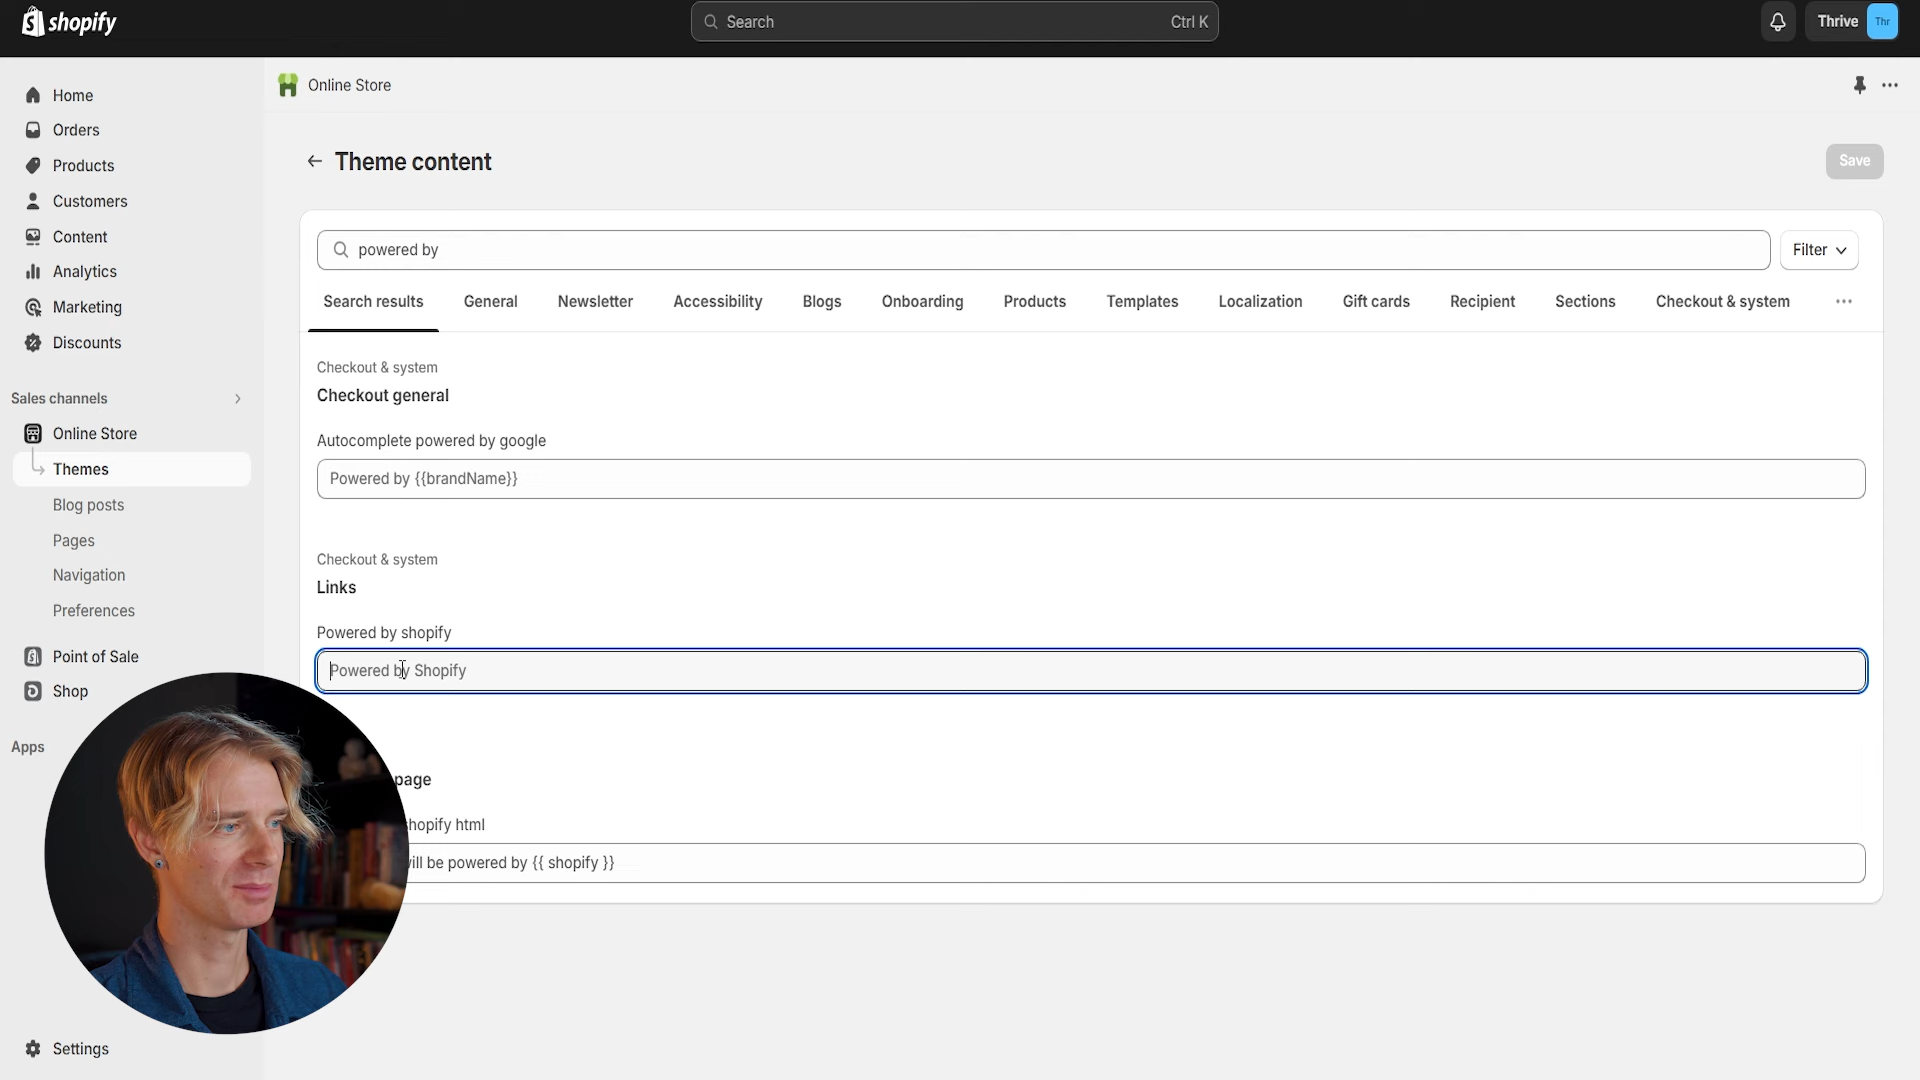 shopify
Search
Ctrl K
Thrive
Thr
Home
Orders
Products
Customers
Content
Analytics
Marketing
Discounts
Sales channels
Online Store
Themes
Blog posts
Pages
Navigation
Preferences
Point of Sale
Shop
Apps
Settings
Online Store
Theme content
Save
powered by
Filter
Search results
General
Newsletter
Accessibility
Blogs
Onboarding
Products
Templates
Localization
Gift cards
Recipient
Sections
Checkout & system
Checkout & system
Checkout general
Autocomplete powered by google
Powered by {{brandName}}
Checkout & system
Links
Powered by shopify
Powered by Shopify
page
hopify html
will be powered by {{ shopify }}